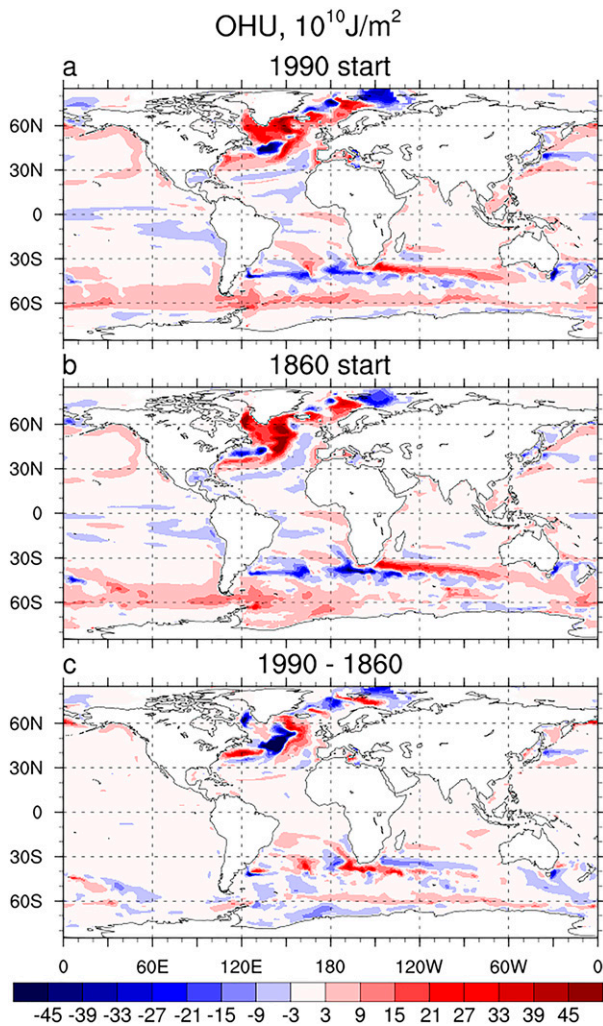 OHU, 10¹⁰J/m²
a 1990 start
60N
30N
0
30S
60S
b 1860 start
60N
30N
0
30S
60S
c 1990 - 1860
60N
30N
0
30S
60S
0 60E 120E 180 120W 60W 0
-45 -39 -33 -27 -21 -15 -9 -3 3 9 15 21 27 33 39 45